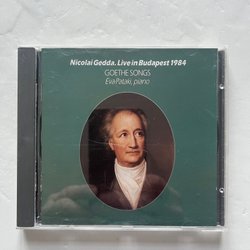 Nicolai Gedda. Live in Budapest 1984
GOETHE SONGS
Eva Pataki, piano